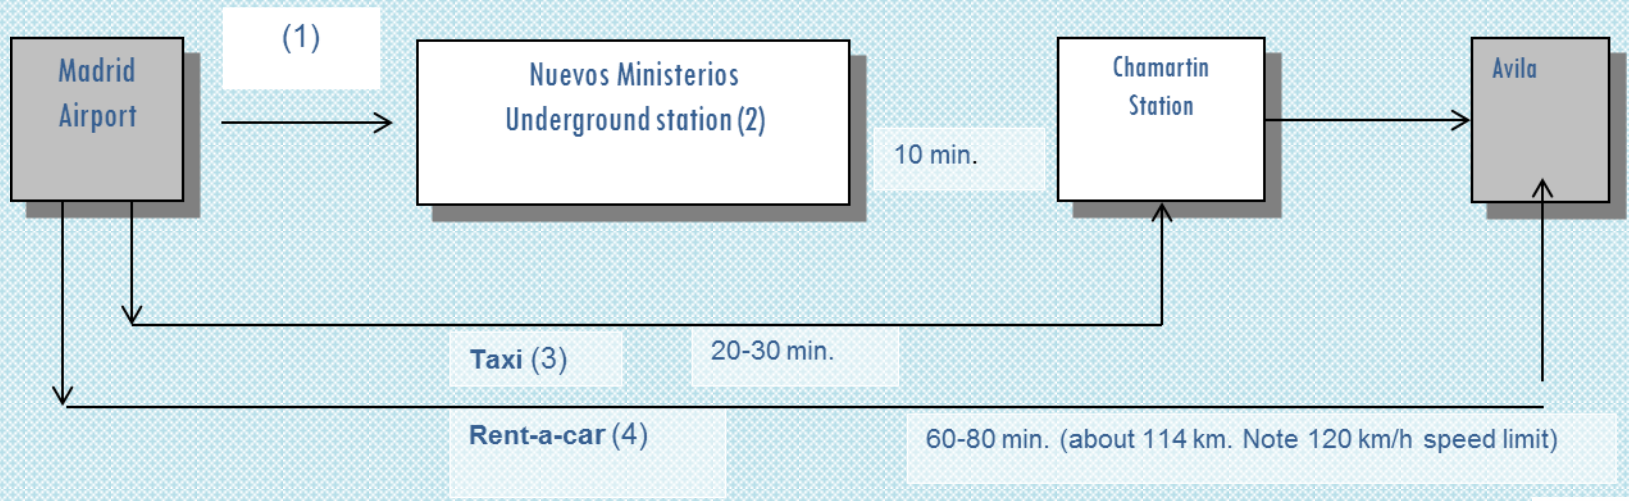 Madrid
Airport
(1)
Nuevos Ministerios
Underground station (2)
10 min.
Chamartin
Station
Avila
Taxi (3)
20-30 min.
Rent-a-car (4)
60-80 min. (about 114 km. Note 120 km/h speed limit)